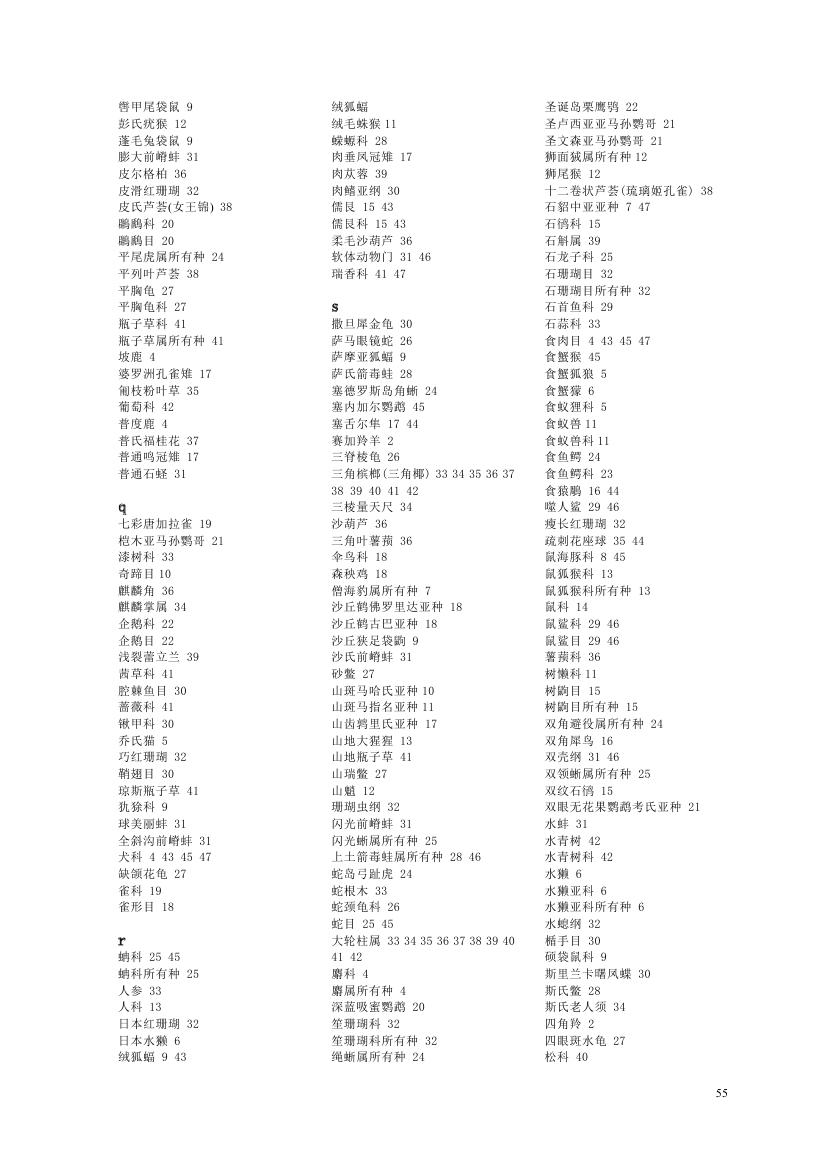 辔甲尾袋鼠 9
彭氏疣猴 12
蓬毛兔袋鼠 9
膨大前嵴蚌 31
皮尔格柏 36
皮滑红珊瑚 32
皮氏芦荟(女王锦) 38
鷉鹈科 20
鷉鹈目 20
平尾虎属所有种 24
平列叶芦荟 38
平胸龟 27
平胸龟科 27
瓶子草科 41
瓶子草属所有种 41
坡鹿 4
婆罗洲孔雀雉 17
匍枝粉叶草 35
葡萄科 42
普度鹿 4
普氏福桂花 37
普通鸣冠雉 17
普通石蛏 31
q
七彩唐加拉雀 19
桤木亚马孙鹦哥 21
漆树科 33
奇蹄目 10
麒麟角 36
麒麟掌属 34
企鹅科 22
企鹅目 22
浅裂蕾立兰 39
茜草科 41
腔棘鱼目 30
蔷薇科 41
锹甲科 30
乔氏猫 5
巧红珊瑚 32
鞘翅目 30
琼斯瓶子草 41
犰狳科 9
球美丽蚌 31
全斜沟前嵴蚌 31
犬科 4 43 45 47
缺颌花龟 27
雀科 19
雀形目 18
r
蚺科 25 45
蚺科所有种 25
人参 33
人科 13
日本红珊瑚 32
日本水獭 6
绒狐蝠 9 43
绒狐蝠
绒毛蛛猴 11
蝾螈科 28
肉垂凤冠雉 17
肉苁蓉 39
肉鳍亚纲 30
儒艮 15 43
儒艮科 15 43
柔毛沙葫芦 36
软体动物门 31 46
瑞香科 41 47
s
撒旦犀金龟 30
萨马眼镜蛇 26
萨摩亚狐蝠 9
萨氏箭毒蛙 28
塞德罗斯岛角蜥 24
塞内加尔鹦鹉 45
塞舌尔隼 17 44
赛加羚羊 2
三脊棱龟 26
三角槟榔(三角椰) 33 34 35 36 37
38 39 40 41 42
三棱量天尺 34
沙葫芦 36
三角叶薯蓣 36
伞鸟科 18
森秧鸡 18
僧海豹属所有种 7
沙丘鹤佛罗里达亚种 18
沙丘鹤古巴亚种 18
沙丘狭足袋鼩 9
沙氏前嵴蚌 31
砂鳖 27
山斑马哈氏亚种 10
山斑马指名亚种 11
山齿鹑里氏亚种 17
山地大猩猩 13
山地瓶子草 41
山瑞鳖 27
山魈 12
珊瑚虫纲 32
闪光前嵴蚌 31
闪光蜥属所有种 25
上土箭毒蛙属所有种 28 46
蛇岛弓趾虎 24
蛇根木 33
蛇颈龟科 26
蛇目 25 45
大轮柱属 33 34 35 36 37 38 39 40
41 42
麝科 4
麝属所有种 4
深蓝吸蜜鹦鹉 20
笙珊瑚科 32
笙珊瑚科所有种 32
绳蜥属所有种 24
圣诞岛栗鹰鸮 22
圣卢西亚亚马孙鹦哥 21
圣文森亚马孙鹦哥 21
狮面狨属所有种 12
狮尾猴 12
十二卷状芦荟(琉璃姬孔雀) 38
石貂中亚亚种 7 47
石鸻科 15
石斛属 39
石龙子科 25
石珊瑚目 32
石珊瑚目所有种 32
石首鱼科 29
石蒜科 33
食肉目 4 43 45 47
食蟹猴 45
食蟹狐狼 5
食蟹獴 6
食蚁狸科 5
食蚁兽 11
食蚁兽科 11
食鱼鳄 24
食鱼鳄科 23
食猿鵰 16 44
噬人鲨 29 46
瘦长红珊瑚 32
疏刺花座球 35 44
鼠海豚科 8 45
鼠狐猴科 13
鼠狐猴科所有种 13
鼠科 14
鼠鲨科 29 46
鼠鲨目 29 46
薯蓣科 36
树懒科 11
树鼩目 15
树鼩目所有种 15
双角避役属所有种 24
双角犀鸟 16
双壳纲 31 46
双领蜥属所有种 25
双纹石鸻 15
双眼无花果鹦鹉考氏亚种 21
水蚌 31
水青树 42
水青树科 42
水獭 6
水獭亚科 6
水獭亚科所有种 6
水螅纲 32
楯手目 30
硕袋鼠科 9
斯里兰卡曙凤蝶 30
斯氏鳖 28
斯氏老人须 34
四角羚 2
四眼斑水龟 27
松科 40
55